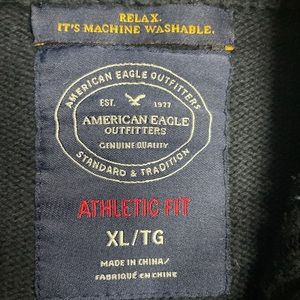 RELAX.
IT'S MACHINE WASHABLE.
AMERICAN EAGLE OUTFITTERS
EST. 1977
AMERICAN EAGLE
OUTFITTERS
GENUINE QUALITY
STANDARD & TRADITION
ATHLETIC FIT
XL/TG
MADE IN CHINA/
FABRIQUÉ EN CHINE